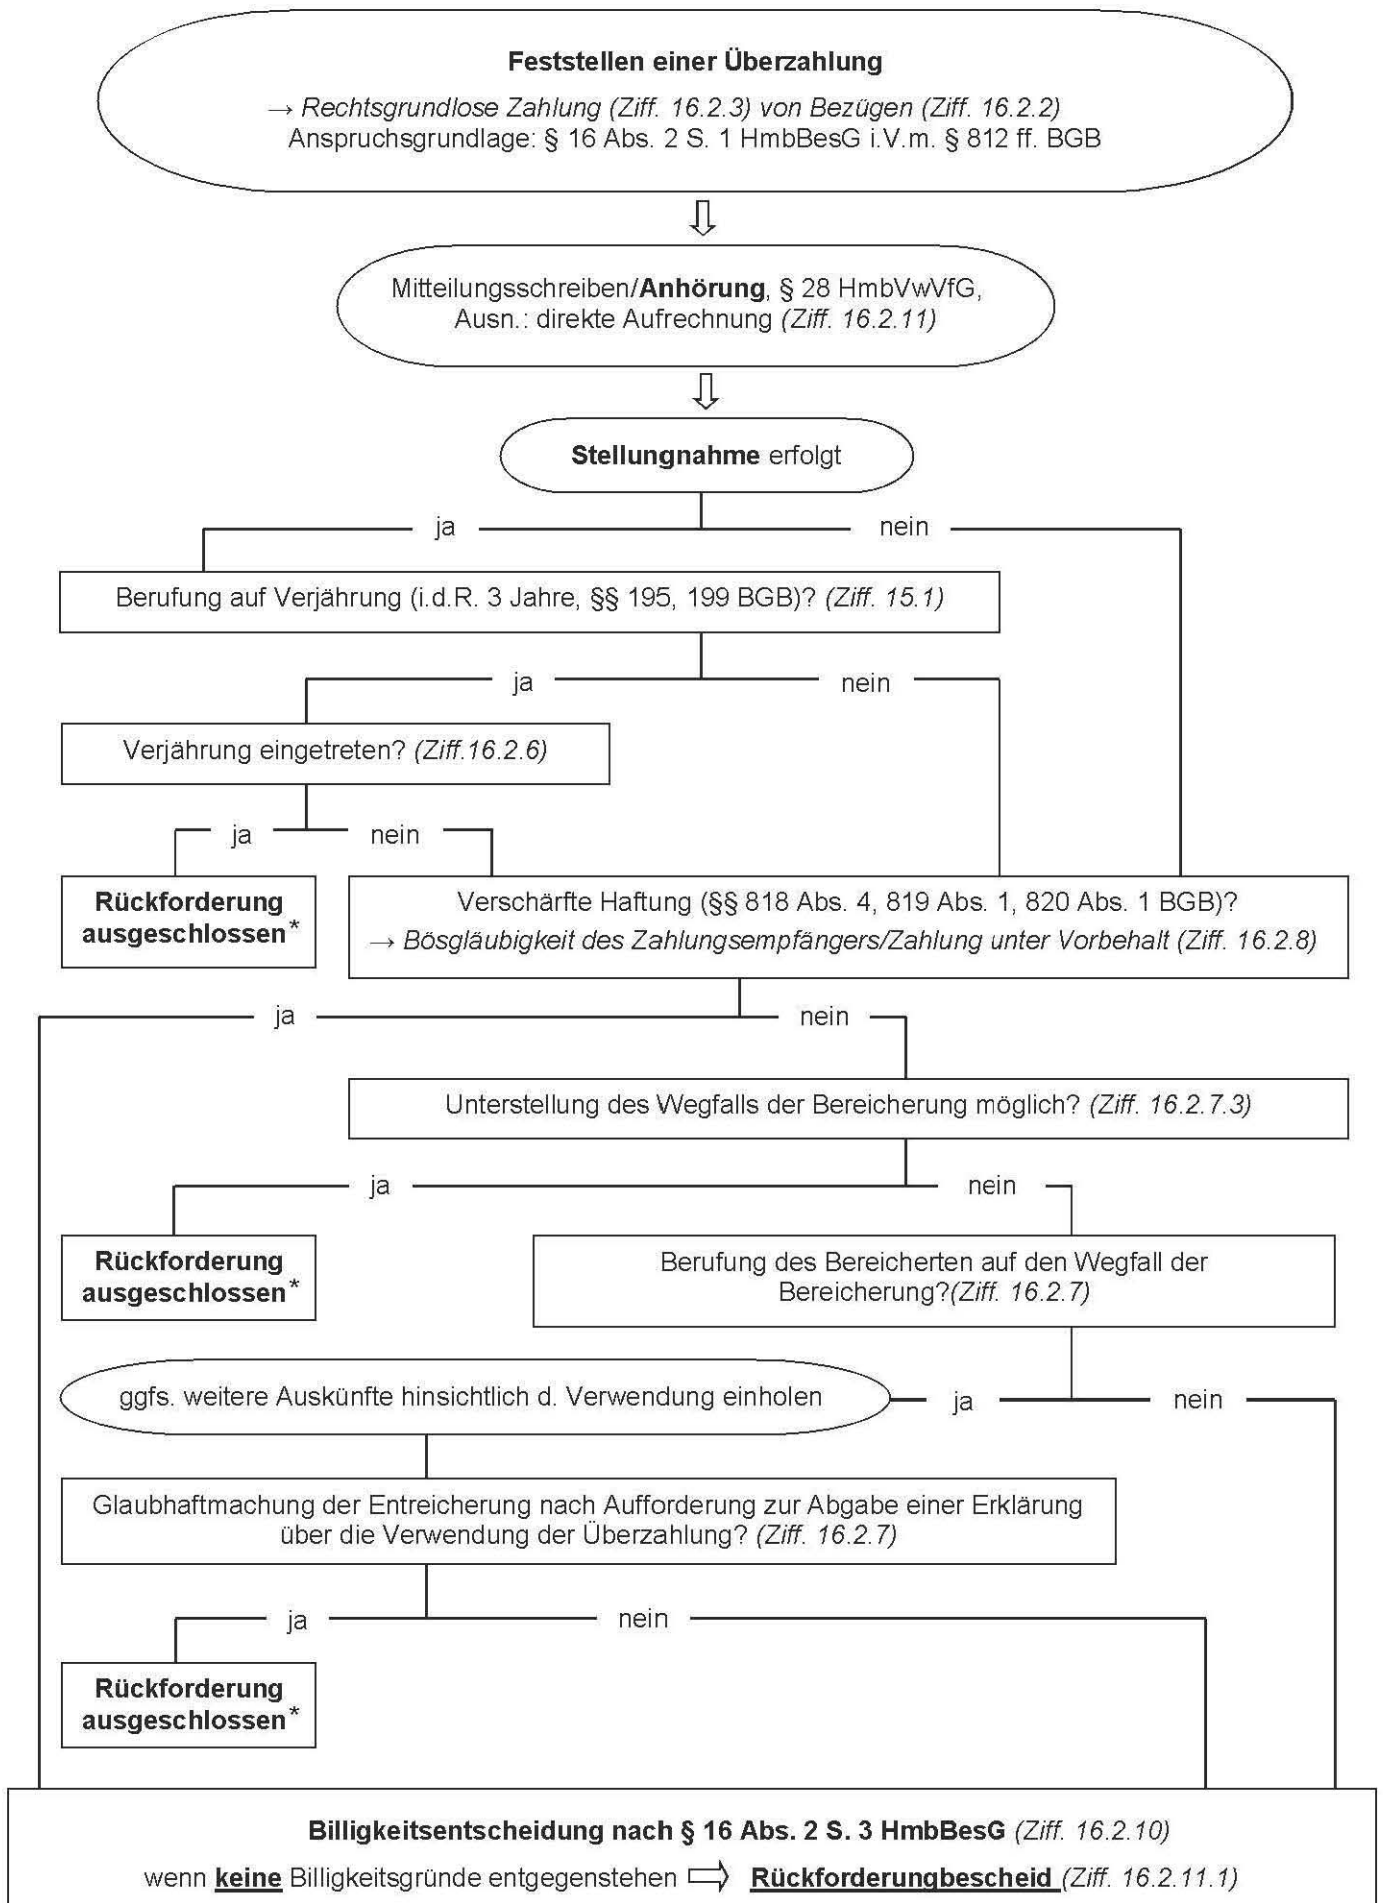 Feststellen einer Überzahlung
→ Rechtsgrundlose Zahlung (Ziff. 16.2.3) von Bezügen (Ziff. 16.2.2)
Anspruchsgrundlage: § 16 Abs. 2 S. 1 HmbBesG i.V.m. § 812 ff. BGB
Mitteilungsschreiben/Anhörung, § 28 HmbVwVfG,
Ausn.: direkte Aufrechnung (Ziff. 16.2.11)
Stellungnahme erfolgt
ja nein
Berufung auf Verjährung (i.d.R. 3 Jahre, §§ 195, 199 BGB)? (Ziff. 15.1)
ja nein
Verjährung eingetreten? (Ziff.16.2.6)
ja nein
Rückforderung
ausgeschlossen*
Verschärfte Haftung (§§ 818 Abs. 4, 819 Abs. 1, 820 Abs. 1 BGB)?
→ Bösgläubigkeit des Zahlungsempfängers/Zahlung unter Vorbehalt (Ziff. 16.2.8)
ja nein
Unterstellung des Wegfalls der Bereicherung möglich? (Ziff. 16.2.7.3)
ja nein
Rückforderung
ausgeschlossen*
Berufung des Bereicherten auf den Wegfall der
Bereicherung?(Ziff. 16.2.7)
ggfs. weitere Auskünfte hinsichtlich d. Verwendung einholen
ja nein
Glaubhaftmachung der Entreicherung nach Aufforderung zur Abgabe einer Erklärung
über die Verwendung der Überzahlung? (Ziff. 16.2.7)
ja nein
Rückforderung
ausgeschlossen*
Billigkeitsentscheidung nach § 16 Abs. 2 S. 3 HmbBesG (Ziff. 16.2.10)
wenn keine Billigkeitsgründe entgegenstehen ⇨ Rückforderungbescheid (Ziff. 16.2.11.1)